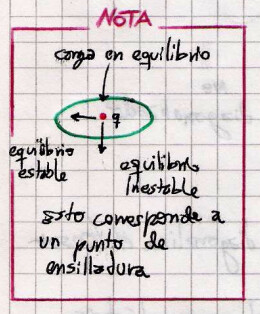 NOTA
carga en equilibrio
q
equilibrio
estable
equilibrio
inestable
esto corresponde a
un punto de
ensilladura